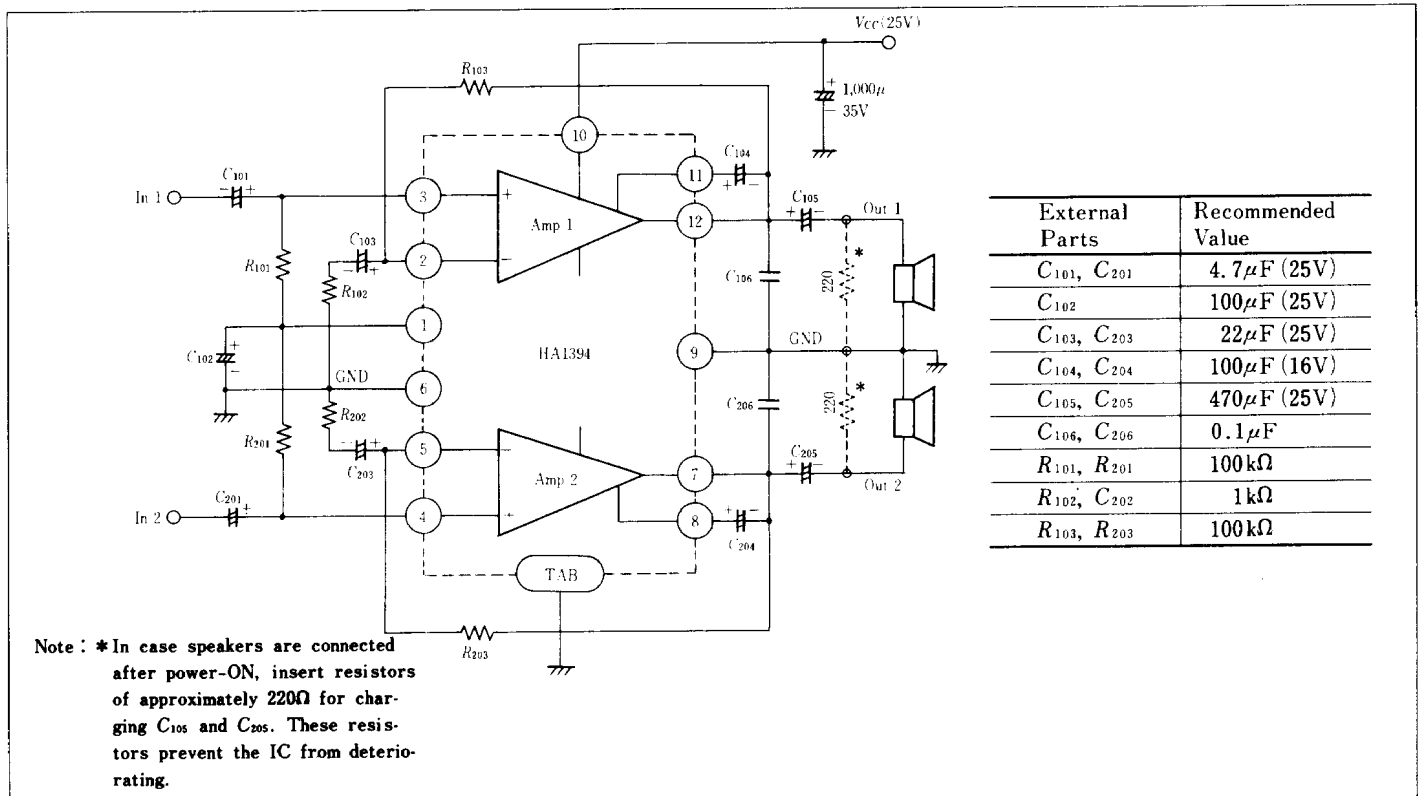 Vcc(25V)
R103
+ 1,000μ
− 35V
10
C104
C101
− +
In 1
3
+
11
+ −
C105
+ −
Out 1
Amp 1
12
C103
− +
2
−
*
R101
R102
C106
220
1
C102
+
−
GND
HA1394
9
GND
6
R202
C206
220
*
R201
5
−
C203
7
C205
+ −
Out 2
Amp 2
C201
+
In 2
4
+
8
+ −
C204
TAB
R203
External Parts Recommended Value
C101, C201 4.7μF (25V)
C102 100μF (25V)
C103, C203 22μF (25V)
C104, C204 100μF (16V)
C105, C205 470μF (25V)
C106, C206 0.1μF
R101, R201 100kΩ
R102, C202 1kΩ
R103, R203 100kΩ
Note : * In case speakers are connected
after power-ON, insert resistors
of approximately 220Ω for char-
ging C105 and C205. These resis-
tors prevent the IC from deterio-
rating.